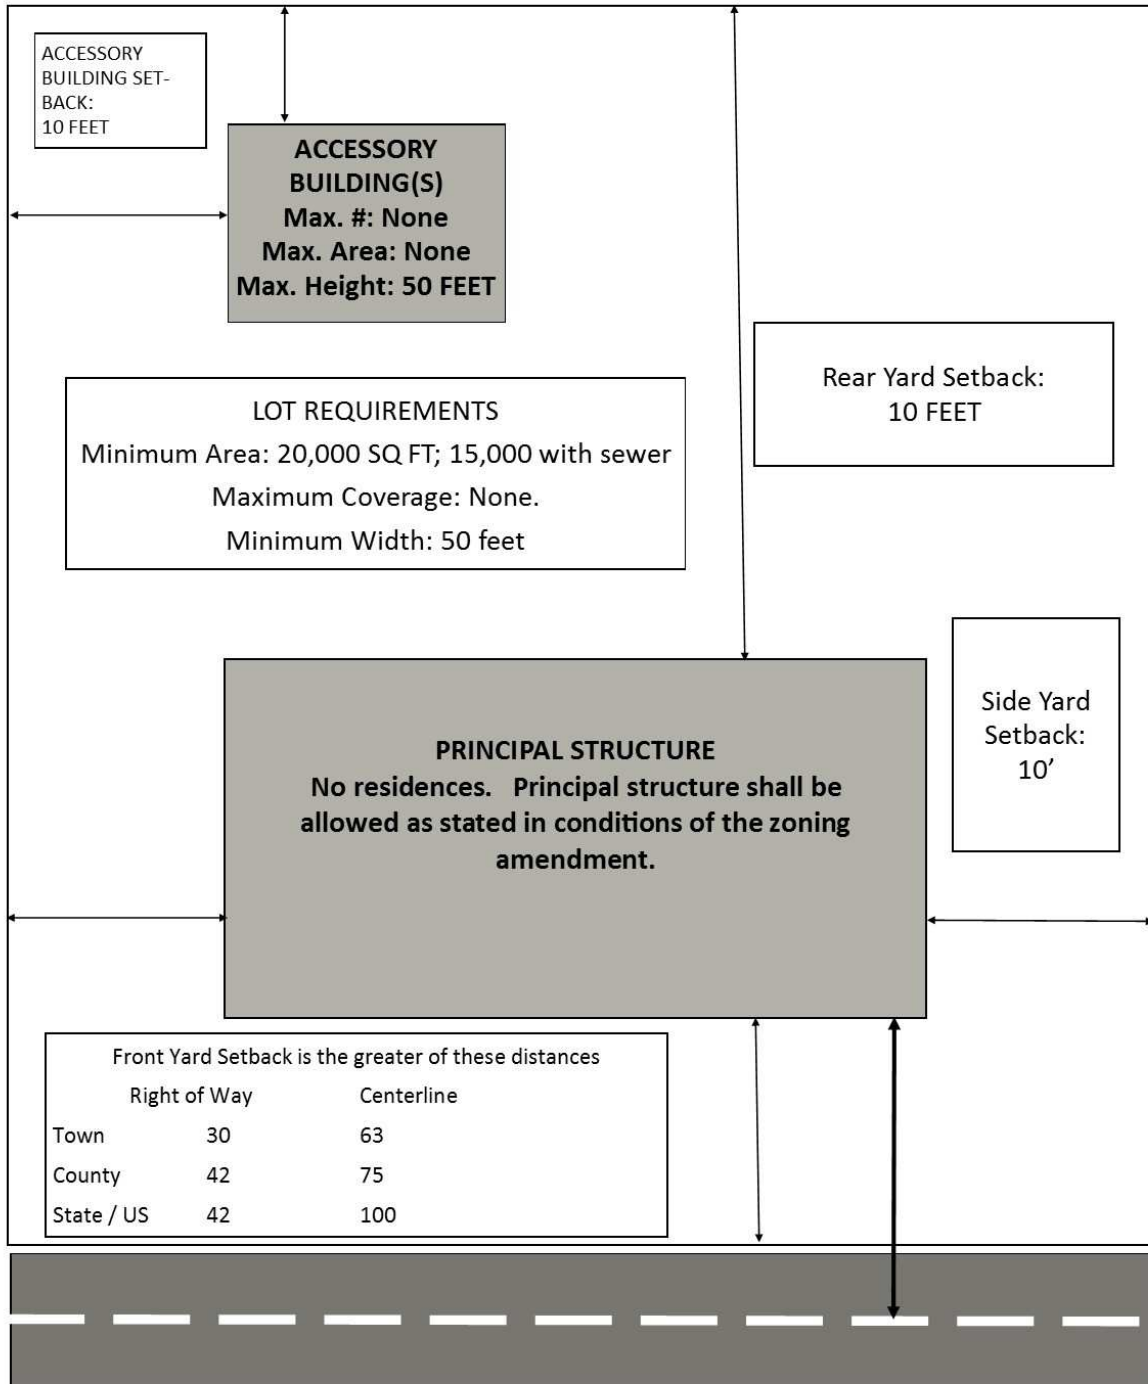 ACCESSORY
BUILDING SET-
BACK:
10 FEET
ACCESSORY
BUILDING(S)
Max. #: None
Max. Area: None
Max. Height: 50 FEET
Rear Yard Setback:
10 FEET
LOT REQUIREMENTS
Minimum Area: 20,000 SQ FT; 15,000 with sewer
Maximum Coverage: None.
Minimum Width: 50 feet
Side Yard
Setback:
10’
PRINCIPAL STRUCTURE
No residences.   Principal structure shall be
allowed as stated in conditions of the zoning
amendment.
Front Yard Setback is the greater of these distances
Right of Way Centerline
Town 30 63
County 42 75
State / US 42 100